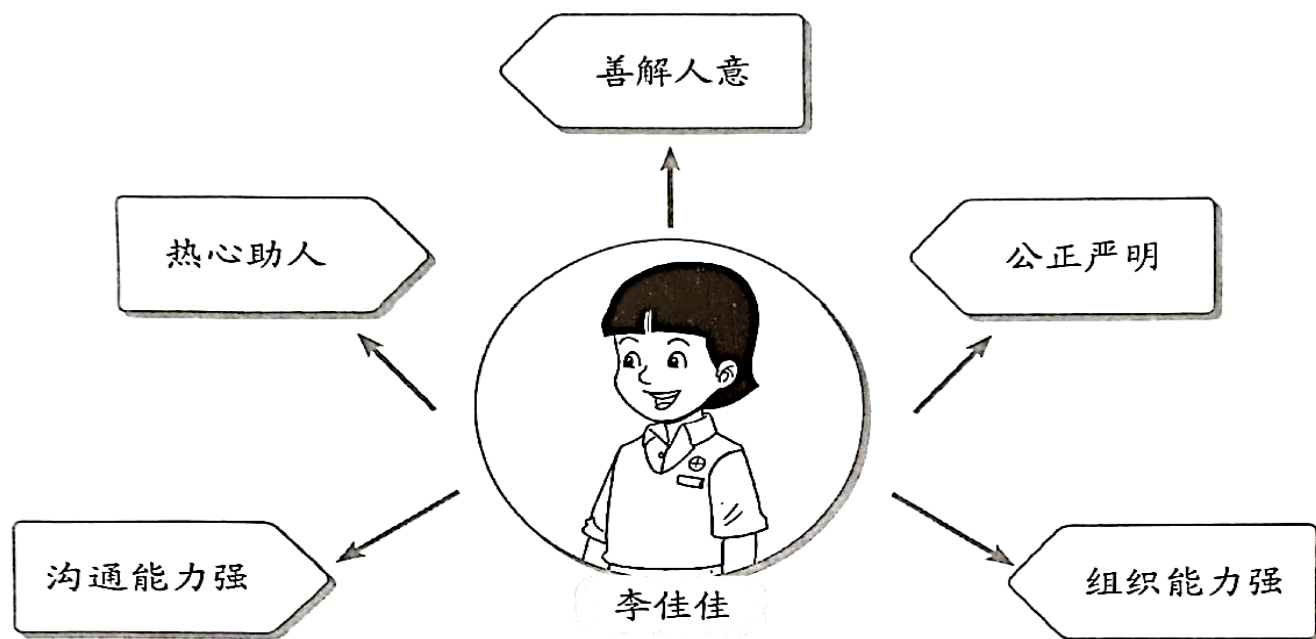 善解人意
热心助人
公正严明
沟通能力强
组织能力强
李佳佳